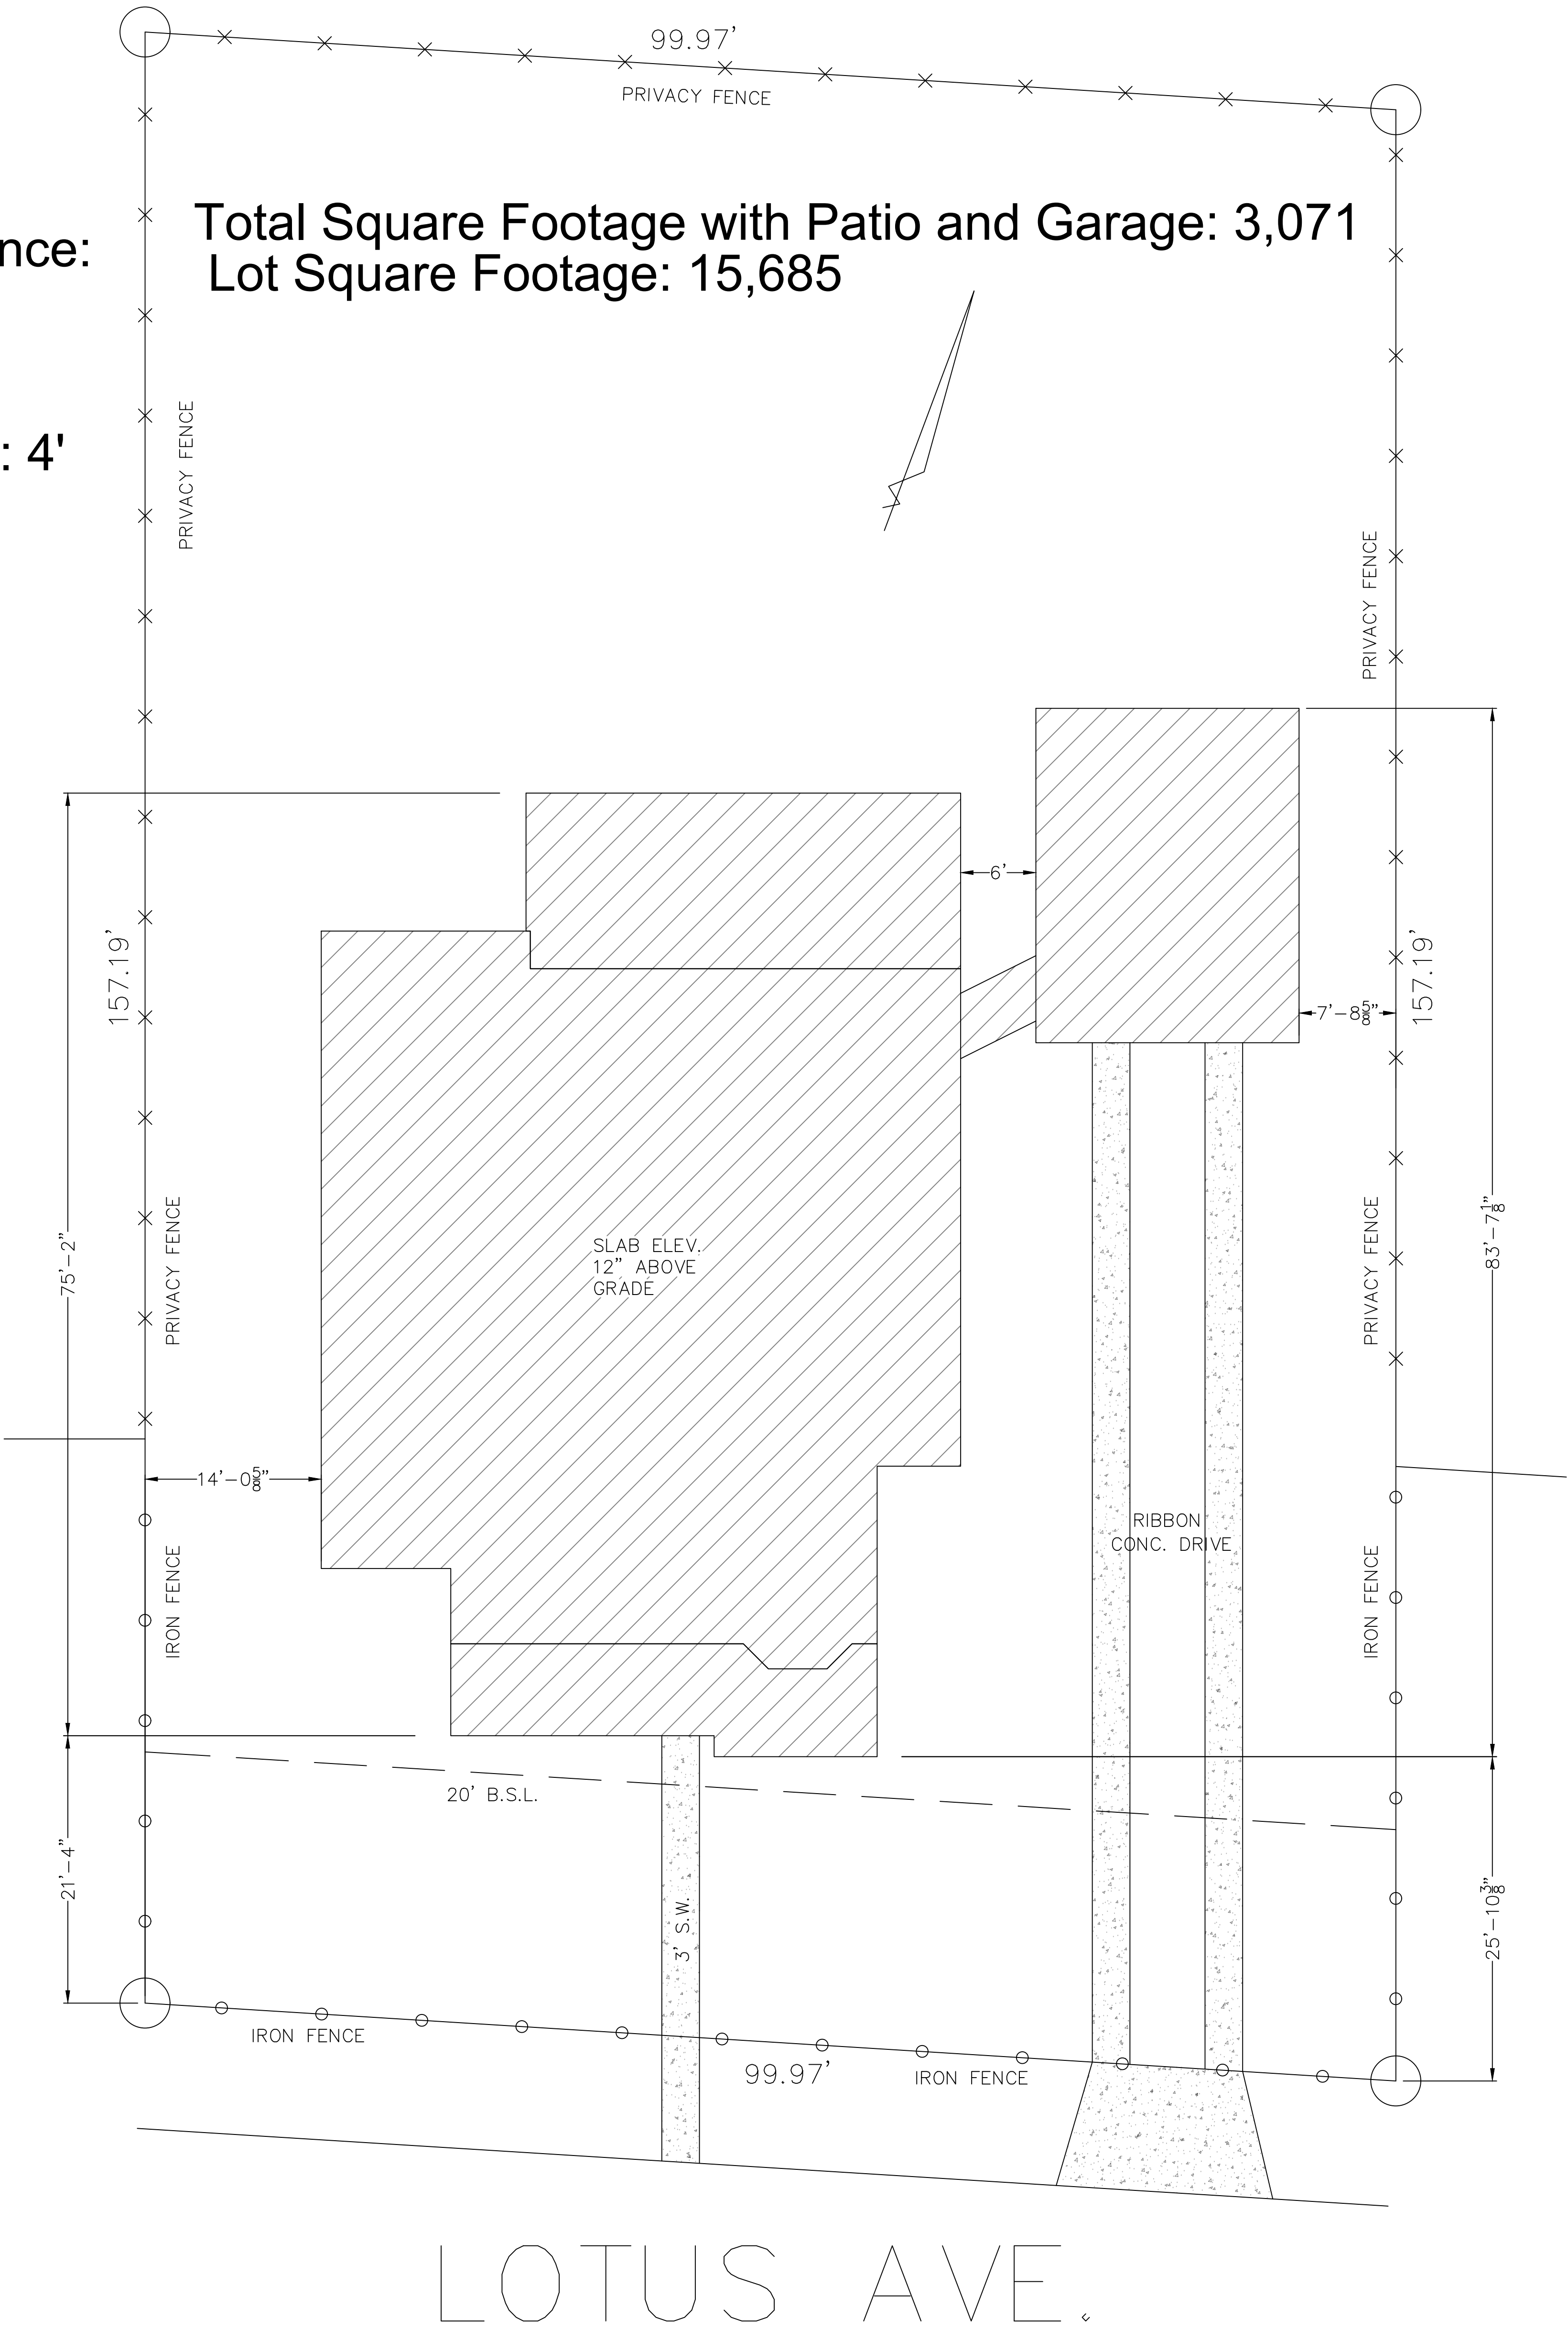 99.97'
PRIVACY FENCE
Total Square Footage with Patio and Garage: 3,071
Lot Square Footage: 15,685
nce:
: 4'
PRIVACY FENCE
PRIVACY FENCE
6'
157.19'
157.19'
7'-8⅝"
75'-2"
PRIVACY FENCE
SLAB ELEV.
12" ABOVE
GRADE
PRIVACY FENCE
83'-7⅛"
14'-0⅝"
RIBBON
CONC. DRIVE
IRON FENCE
IRON FENCE
20' B.S.L.
21'-4"
3' S.W.
25'-10⅜"
IRON FENCE
99.97'
IRON FENCE
LOTUS AVE.
E